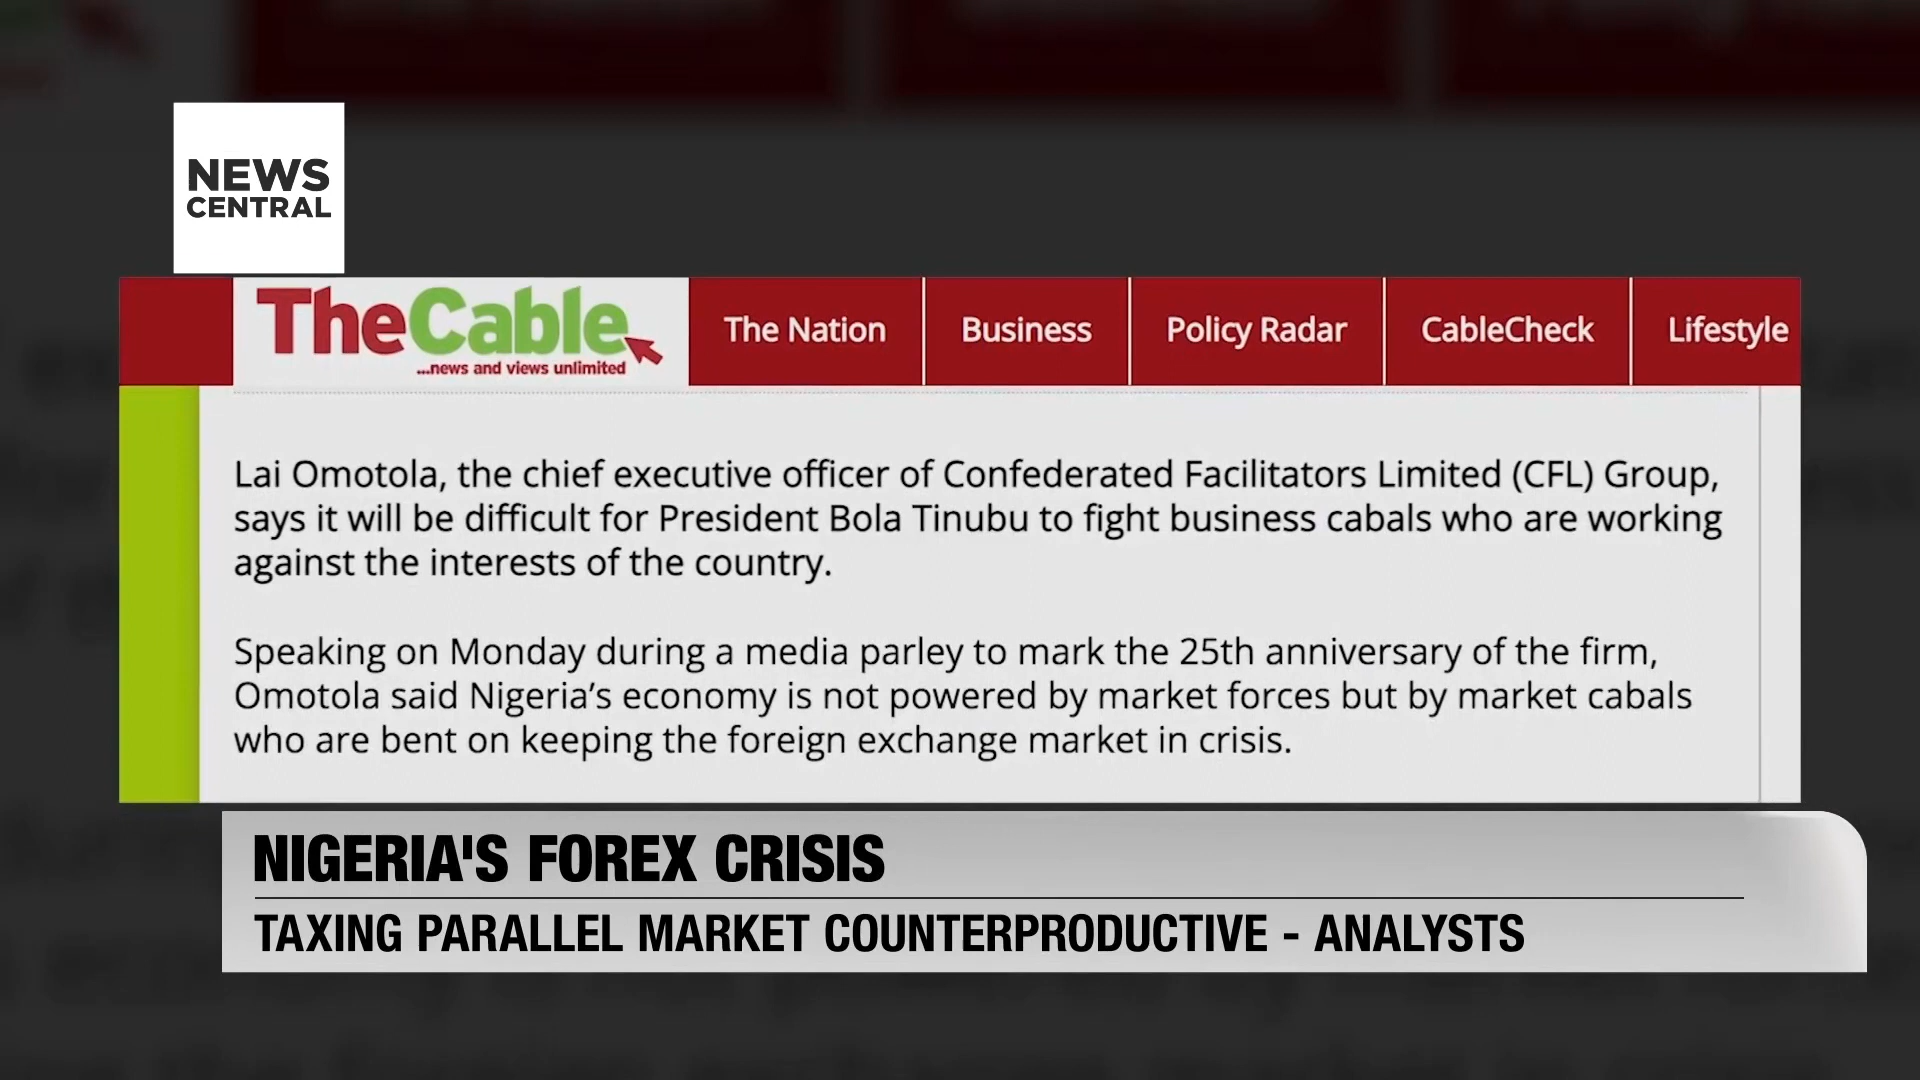 NEWS
CENTRAL
TheCable
...news and views unlimited
The Nation
Business
Policy Radar
CableCheck
Lifestyle
Lai Omotola, the chief executive officer of Confederated Facilitators Limited (CFL) Group,
says it will be difficult for President Bola Tinubu to fight business cabals who are working
against the interests of the country.
Speaking on Monday during a media parley to mark the 25th anniversary of the firm,
Omotola said Nigeria’s economy is not powered by market forces but by market cabals
who are bent on keeping the foreign exchange market in crisis.
NIGERIA'S FOREX CRISIS
TAXING PARALLEL MARKET COUNTERPRODUCTIVE - ANALYSTS